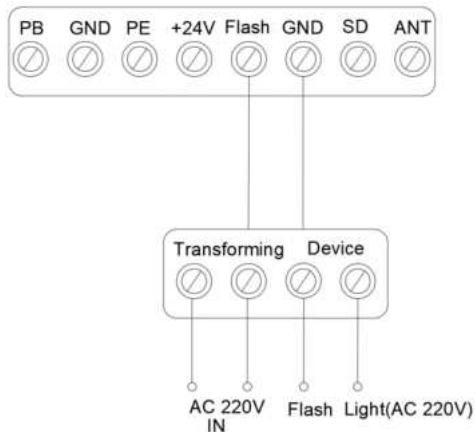 PB GND PE +24V Flash GND SD ANT
Transforming Device
AC 220V Flash Light(AC 220V)
IN